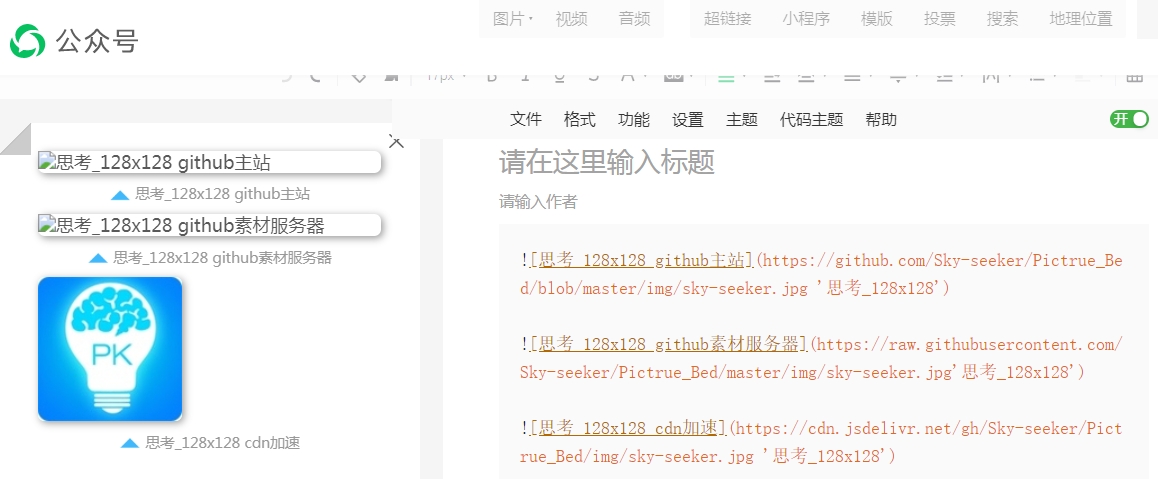 公众号
图片
视频
音频
超链接
小程序
模版
投票
搜索
地理位置
17px
B
文件
格式
功能
设置
主题
代码主题
帮助
开
思考_128x128 github主站
思考_128x128 github主站
思考_128x128 github素材服务器
思考_128x128 github素材服务器
PK
思考_128x128 cdn加速
请在这里输入标题
请输入作者
![思考_128x128 github主站](https://github.com/Sky-seeker/Pictrue_Be
d/blob/master/img/sky-seeker.jpg '思考_128x128')
![思考_128x128 github素材服务器](https://raw.githubusercontent.com/
Sky-seeker/Pictrue_Bed/master/img/sky-seeker.jpg'思考_128x128')
![思考_128x128 cdn加速](https://cdn.jsdelivr.net/gh/Sky-seeker/Pict
rue_Bed/img/sky-seeker.jpg '思考_128x128')